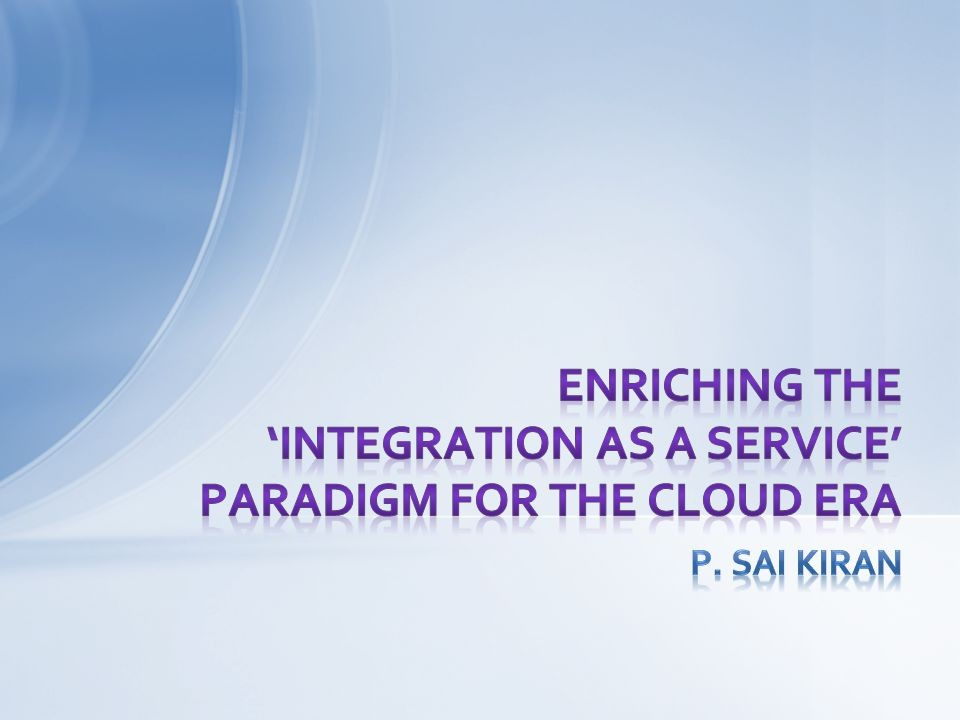 ENRICHING THE
‘INTEGRATION AS A SERVICE’
PARADIGM FOR THE CLOUD ERA
P. SAI KIRAN